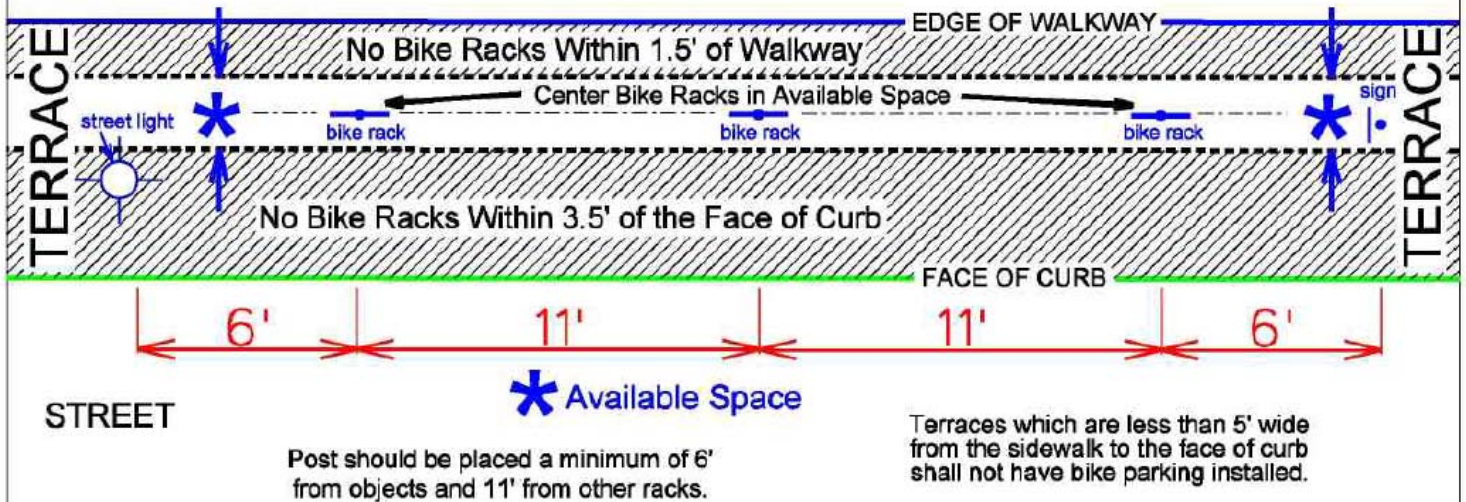 EDGE OF WALKWAY
TERRACE
No Bike Racks Within 1.5' of Walkway
TERRACE
Center Bike Racks in Available Space
sign
street light
*
bike rack
bike rack
bike rack
*
No Bike Racks Within 3.5' of the Face of Curb
FACE OF CURB
6'
11'
11'
6'
* Available Space
STREET
Post should be placed a minimum of 6'
from objects and 11' from other racks.
Terraces which are less than 5' wide
from the sidewalk to the face of curb
shall not have bike parking installed.